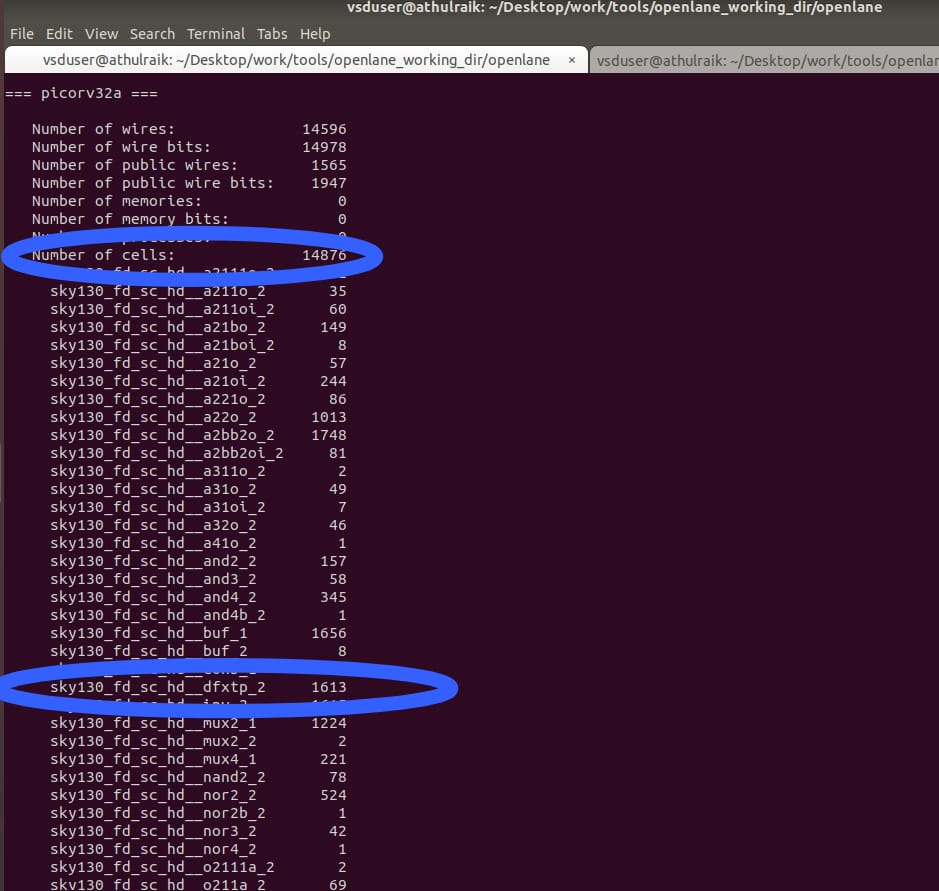 vsduser@athulraik: ~/Desktop/work/tools/openlane_working_dir/openlane
File Edit View Search Terminal Tabs Help
vsduser@athulraik: ~/Desktop/work/tools/openlane_working_dir/openlane × vsduser@athulraik: ~/Desktop/work/tools/openlar
=== picorv32a ===
Number of wires: 14596
Number of wire bits: 14978
Number of public wires: 1565
Number of public wire bits: 1947
Number of memories: 0
Number of memory bits: 0
Number of processes: 0
Number of cells: 14876
sky130_fd_sc_hd__a2111o_2
sky130_fd_sc_hd__a211o_2 35
sky130_fd_sc_hd__a211oi_2 60
sky130_fd_sc_hd__a21bo_2 149
sky130_fd_sc_hd__a21boi_2 8
sky130_fd_sc_hd__a21o_2 57
sky130_fd_sc_hd__a21oi_2 244
sky130_fd_sc_hd__a221o_2 86
sky130_fd_sc_hd__a22o_2 1013
sky130_fd_sc_hd__a2bb2o_2 1748
sky130_fd_sc_hd__a2bb2oi_2 81
sky130_fd_sc_hd__a311o_2 2
sky130_fd_sc_hd__a31o_2 49
sky130_fd_sc_hd__a31oi_2 7
sky130_fd_sc_hd__a32o_2 46
sky130_fd_sc_hd__a41o_2 1
sky130_fd_sc_hd__and2_2 157
sky130_fd_sc_hd__and3_2 58
sky130_fd_sc_hd__and4_2 345
sky130_fd_sc_hd__and4b_2 1
sky130_fd_sc_hd__buf_1 1656
sky130_fd_sc_hd__buf_2 8
sky130_fd_sc_hd__dfxtp_2 1613
sky130_fd_sc_hd__inv_2
sky130_fd_sc_hd__mux2_1 1224
sky130_fd_sc_hd__mux2_2 2
sky130_fd_sc_hd__mux4_1 221
sky130_fd_sc_hd__nand2_2 78
sky130_fd_sc_hd__nor2_2 524
sky130_fd_sc_hd__nor2b_2 1
sky130_fd_sc_hd__nor3_2 42
sky130_fd_sc_hd__nor4_2 1
sky130_fd_sc_hd__o2111a_2 2
sky130_fd_sc_hd__o211a_2 69